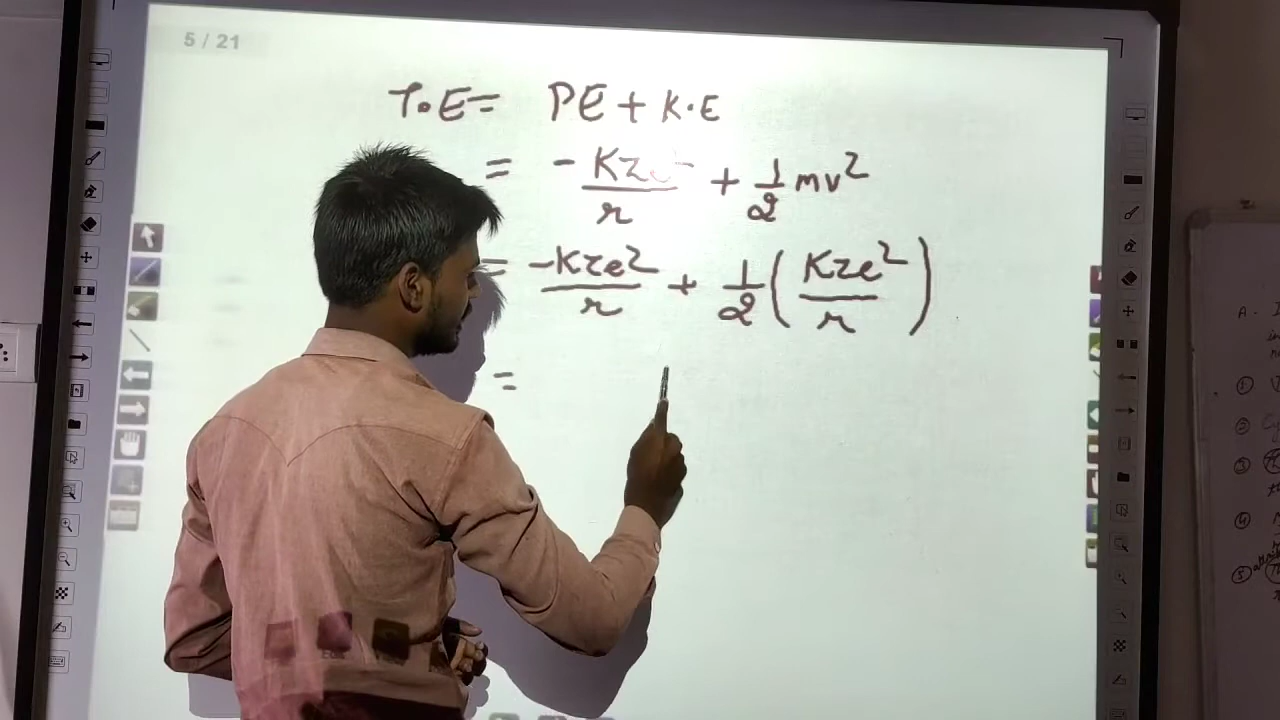 5 / 21
T.E = PE + K.E
= -KZe²/r + 1/2 mv²
= -Kze²/r + 1/2 (Kze²/r)
=